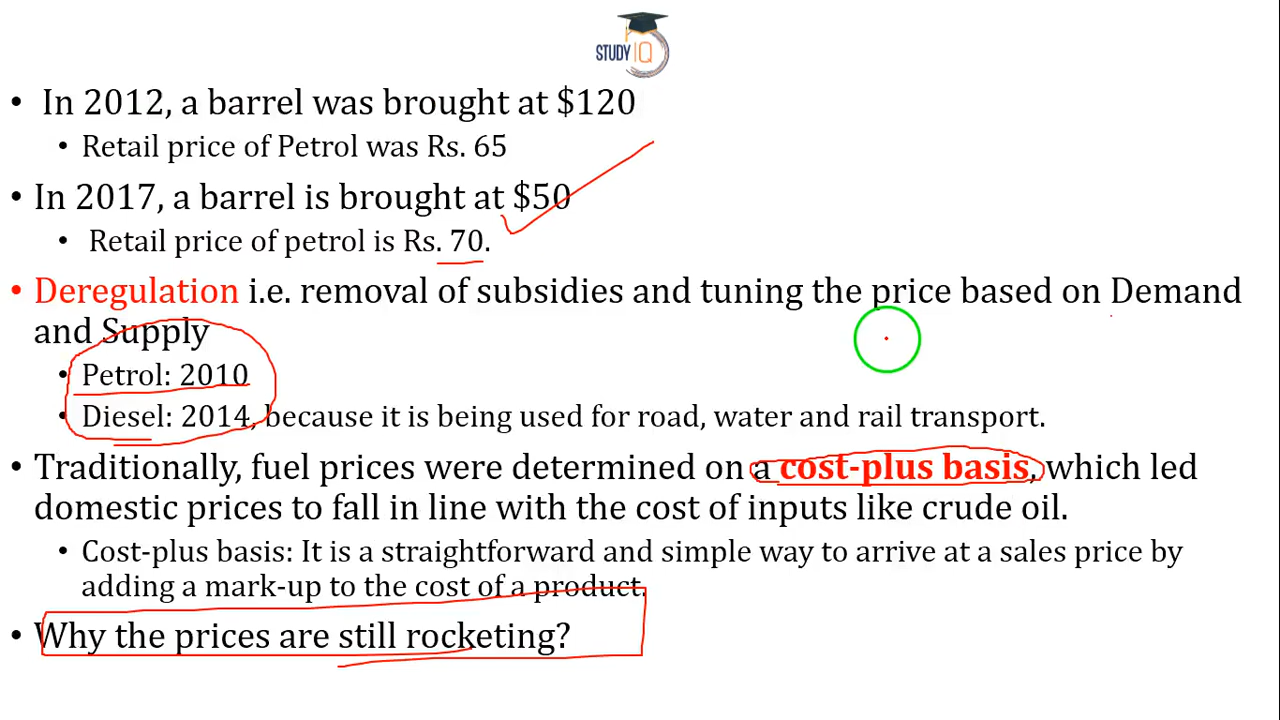 STUDY IQ
• In 2012, a barrel was brought at $120
• Retail price of Petrol was Rs. 65
• In 2017, a barrel is brought at $50
• Retail price of petrol is Rs. 70.
• Deregulation i.e. removal of subsidies and tuning the price based on Demand
and Supply
• Petrol: 2010
• Diesel: 2014, because it is being used for road, water and rail transport.
• Traditionally, fuel prices were determined on a cost-plus basis, which led
domestic prices to fall in line with the cost of inputs like crude oil.
• Cost-plus basis: It is a straightforward and simple way to arrive at a sales price by
adding a mark-up to the cost of a product.
• Why the prices are still rocketing?